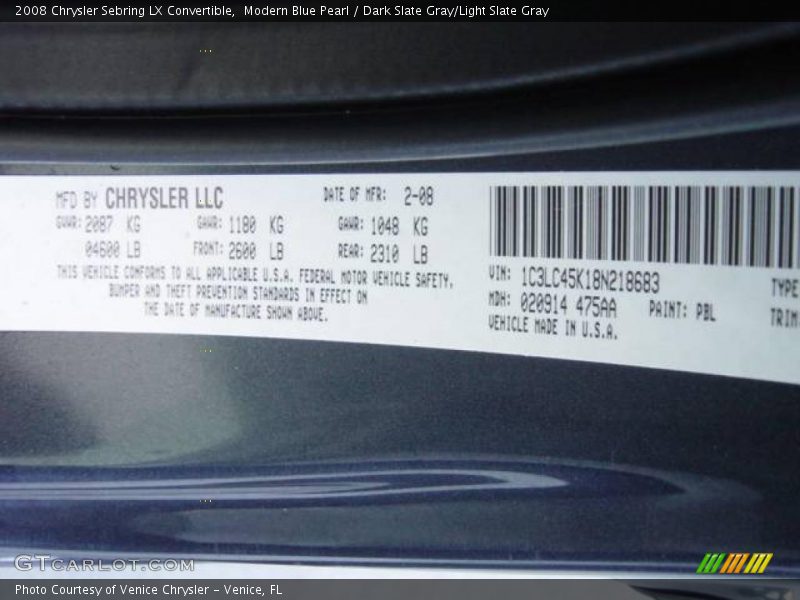 2008 Chrysler Sebring LX Convertible,  Modern Blue Pearl / Dark Slate Gray/Light Slate Gray
MFD BY CHRYSLER LLC   DATE OF MFR: 2-08
GVWR: 2087 KG   GAWR: 1180 KG   GAWR: 1048 KG
04600 LB   FRONT: 2600 LB   REAR: 2310 LB
THIS VEHICLE CONFORMS TO ALL APPLICABLE U.S.A. FEDERAL MOTOR VEHICLE SAFETY,
BUMPER AND THEFT PREVENTION STANDARDS IN EFFECT ON
THE DATE OF MANUFACTURE SHOWN ABOVE.
VIN: 1C3LC45K18N218683   TYPE
MDH: 020914 475AA   PAINT: PBL   TRIM
VEHICLE MADE IN U.S.A.
GTCARLOT.COM
Photo Courtesy of Venice Chrysler - Venice, FL